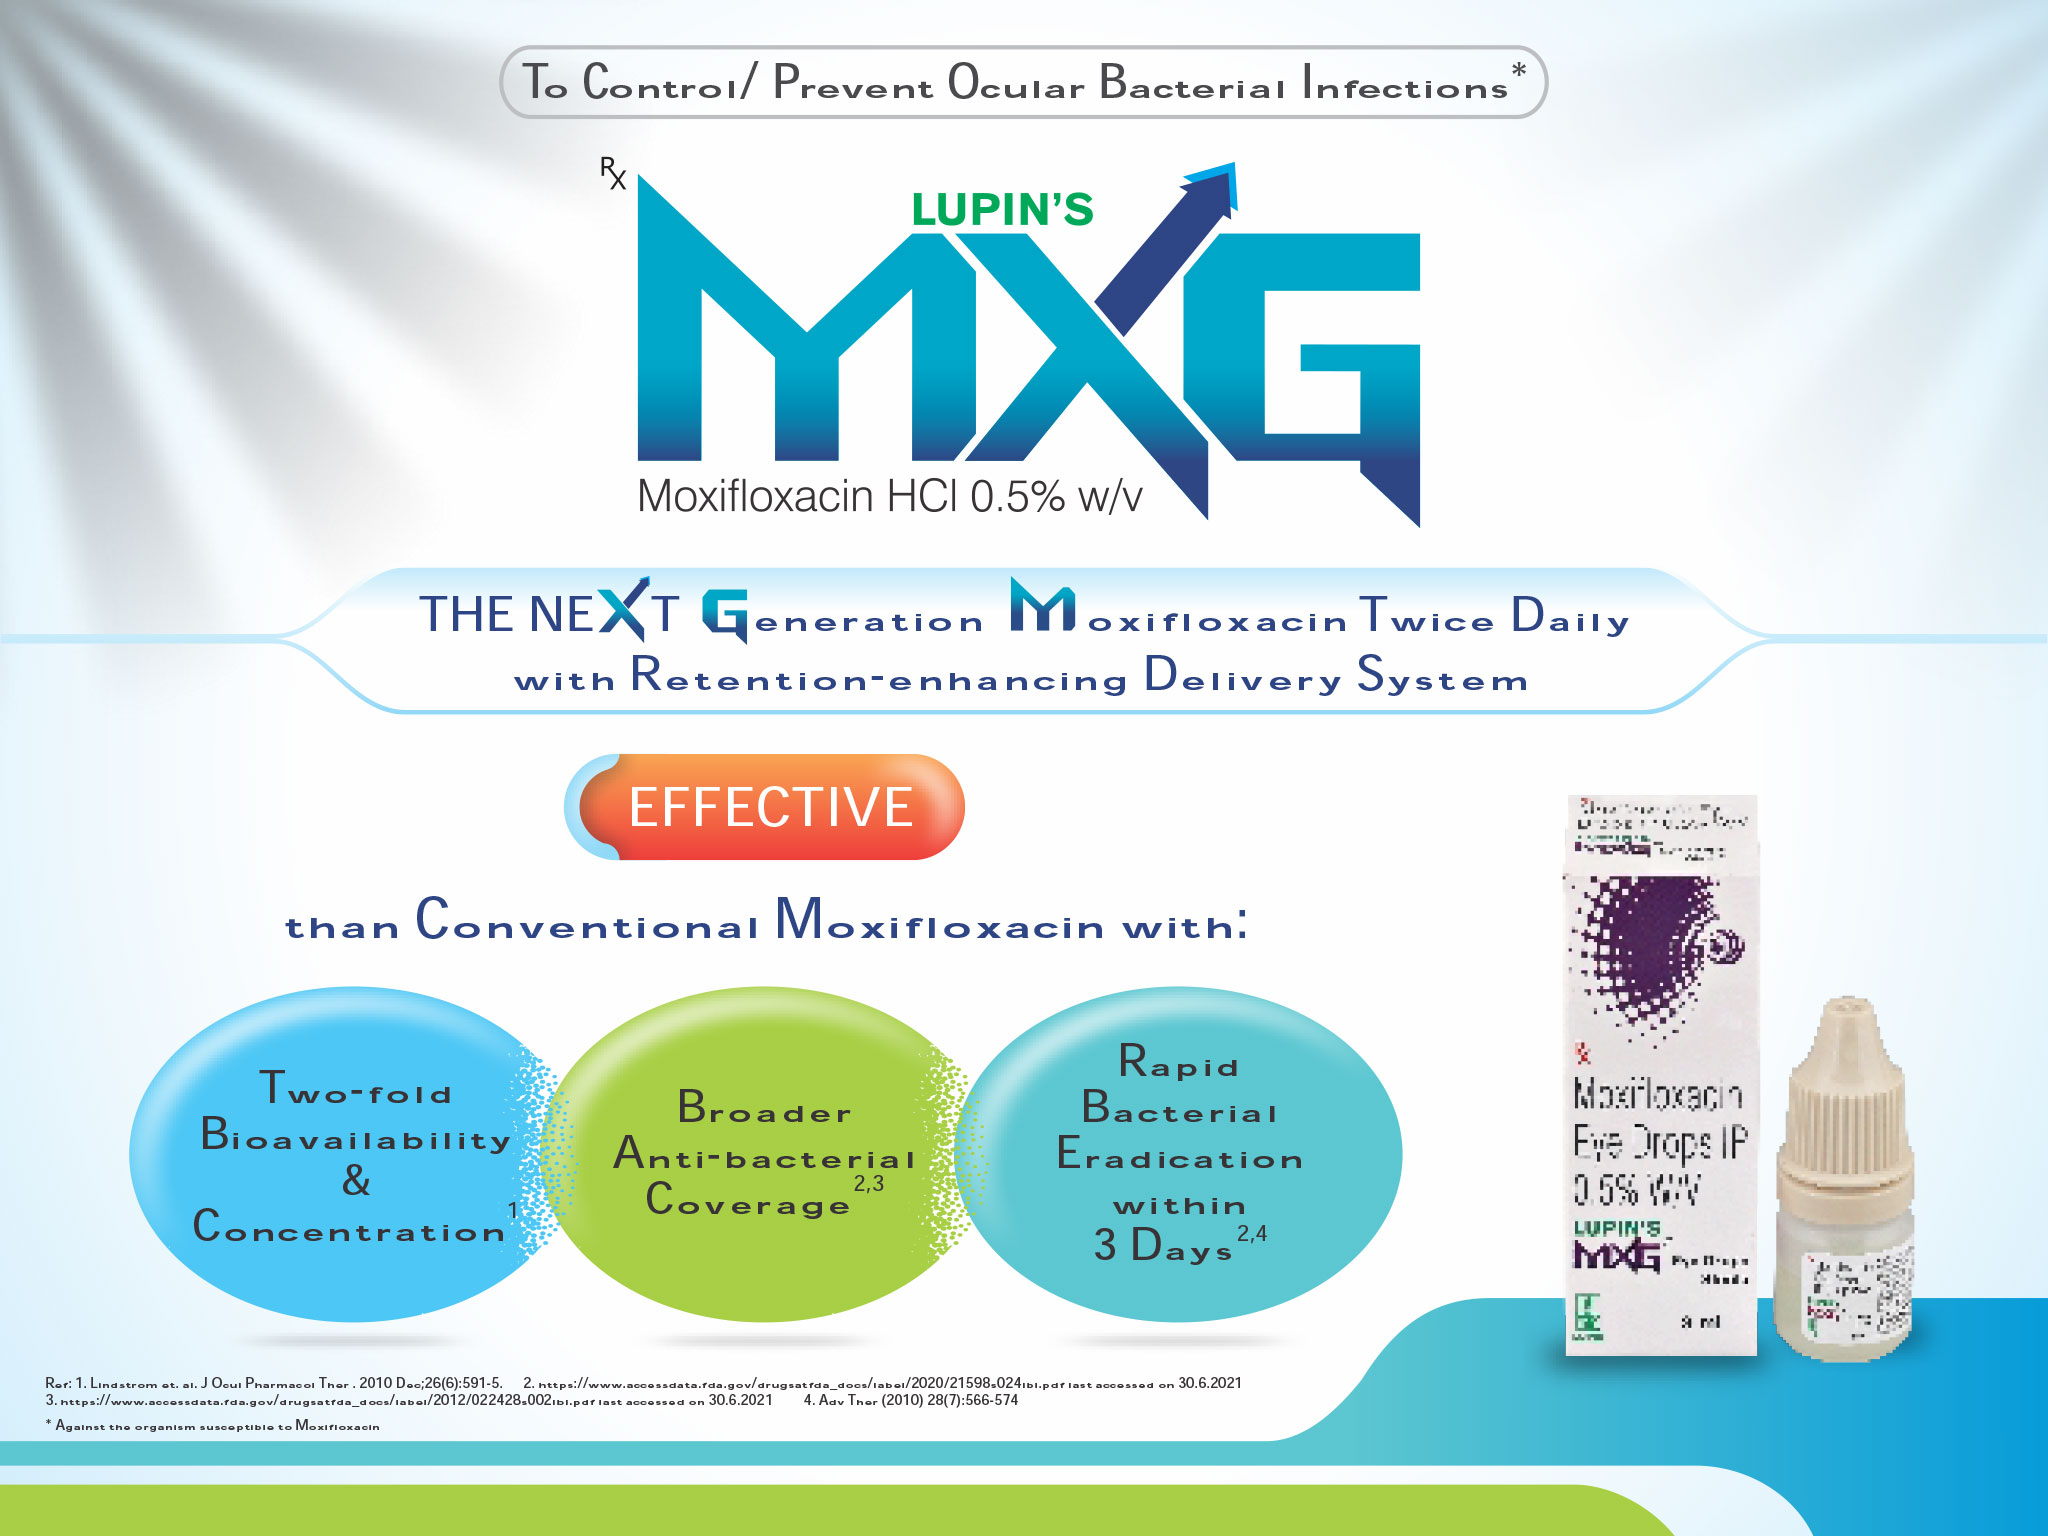 To Control/ Prevent Ocular Bacterial Infections*
Rx
LUPIN'S
MXG
Moxifloxacin HCl 0.5% w/v
THE NEXT Generation Moxifloxacin Twice Daily
with Retention-enhancing Delivery System
EFFECTIVE
than Conventional Moxifloxacin with:
Two-fold
Bioavailability
&
Concentration1
Broader
Anti-bacterial
Coverage2,3
Rapid
Bacterial
Eradication
within
3 Days2,4
Rx
Moxifloxacin
Eye Drops IP
0.5% W/V
LUPIN'S
MXG Eye Drops
Ref: 1. Lindstrom et. al. J Ocul Pharmacol Ther . 2010 Dec;26(6):591-5. 2. https://www.accessdata.fda.gov/drugsatfda_docs/label/2020/21598s024lbl.pdf last accessed on 30.6.2021
3. https://www.accessdata.fda.gov/drugsatfda_docs/label/2012/022428s002lbl.pdf last accessed on 30.6.2021 4. Adv Ther (2010) 28(7):566-574
* Against the organism susceptible to Moxifloxacin